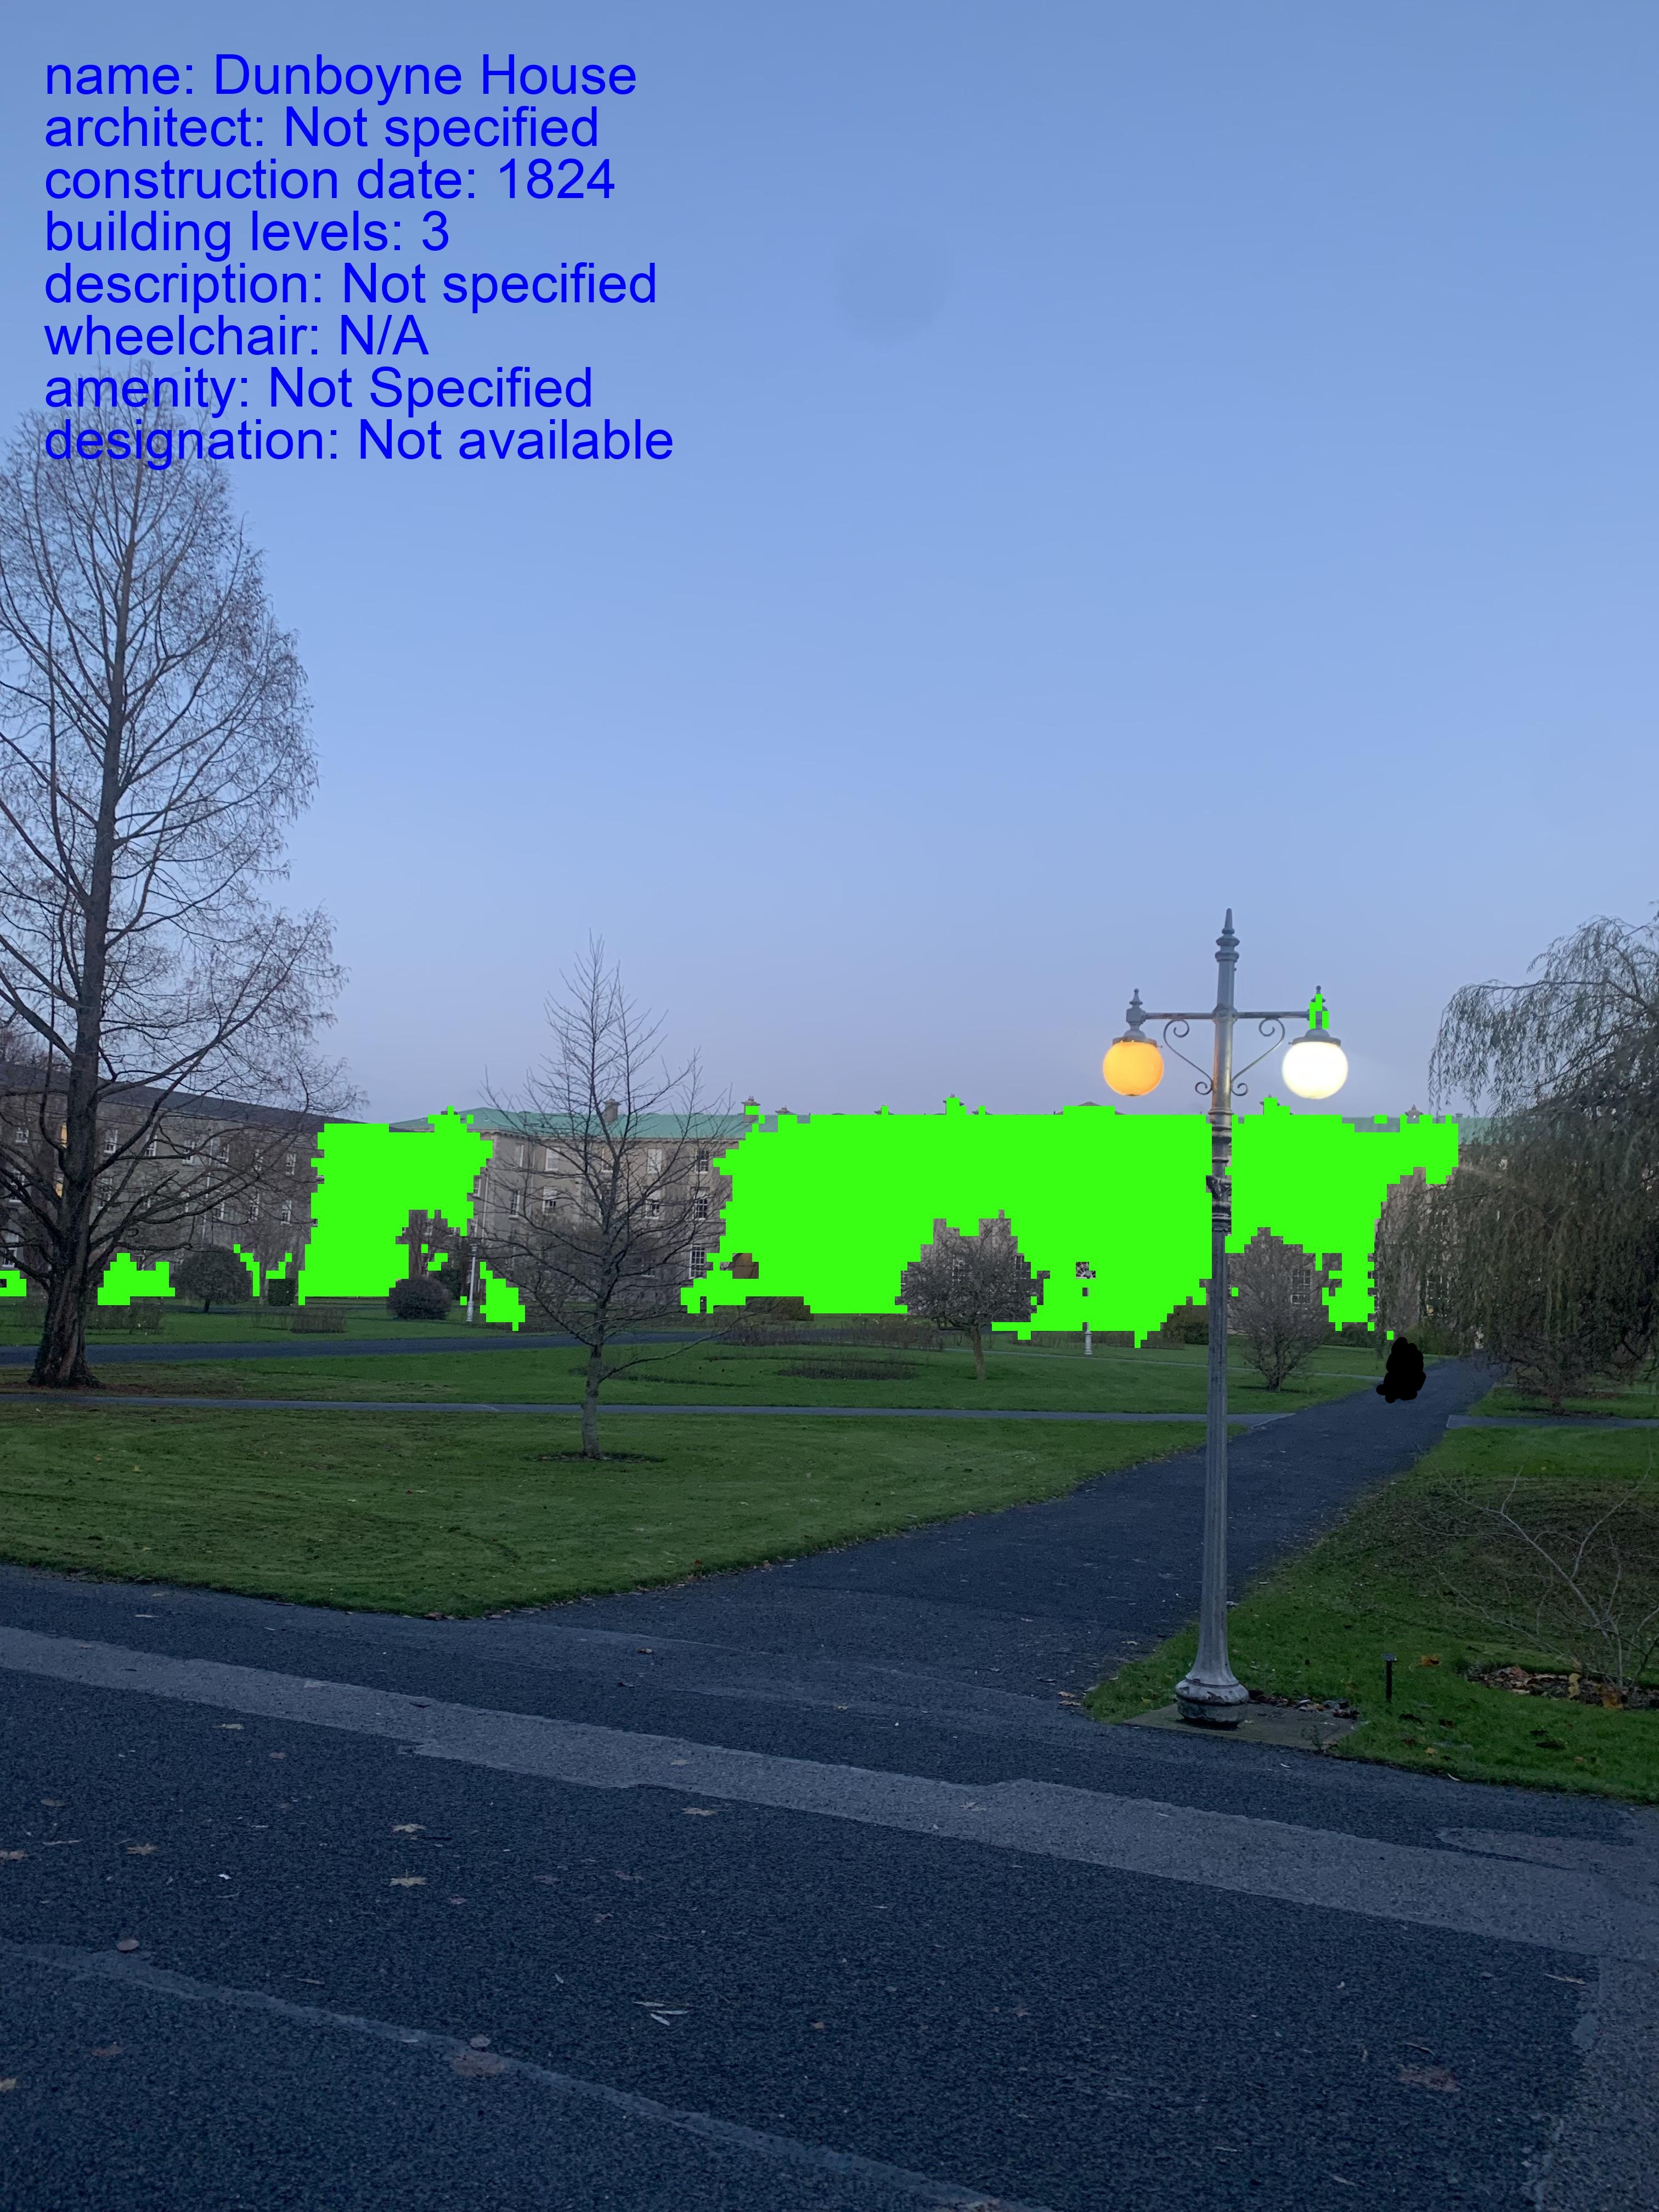 name: Dunboyne House
architect: Not specified
construction date: 1824
building levels: 3
description: Not specified
wheelchair: N/A
amenity: Not Specified
designation: Not available